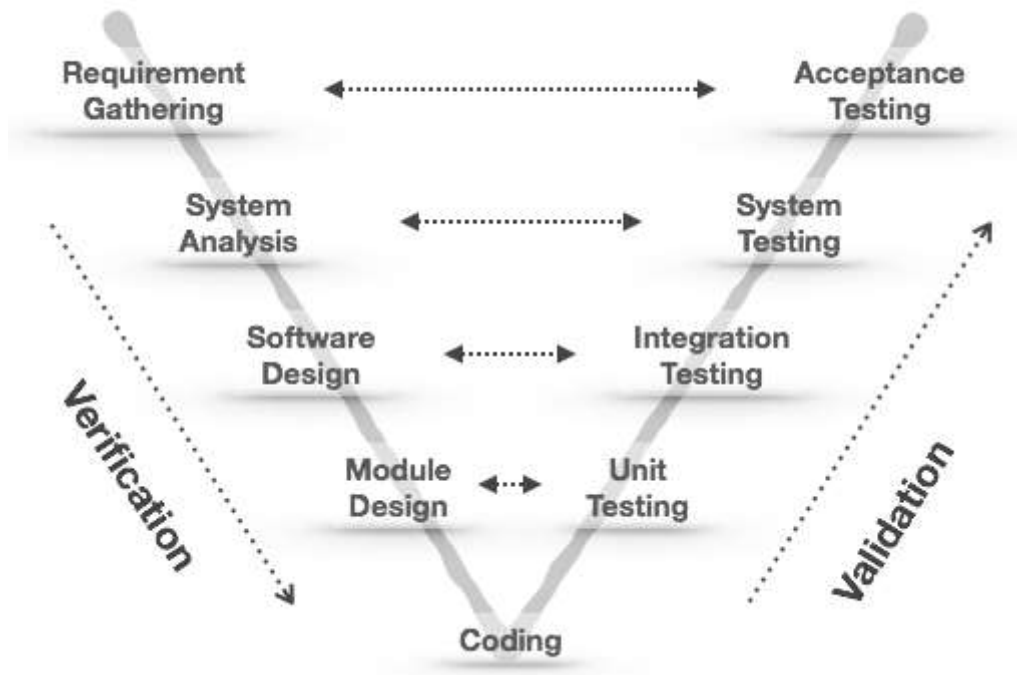 Requirement
Gathering
Acceptance
Testing
System
Analysis
System
Testing
Software
Design
Integration
Testing
Verification
Validation
Module
Design
Unit
Testing
Coding